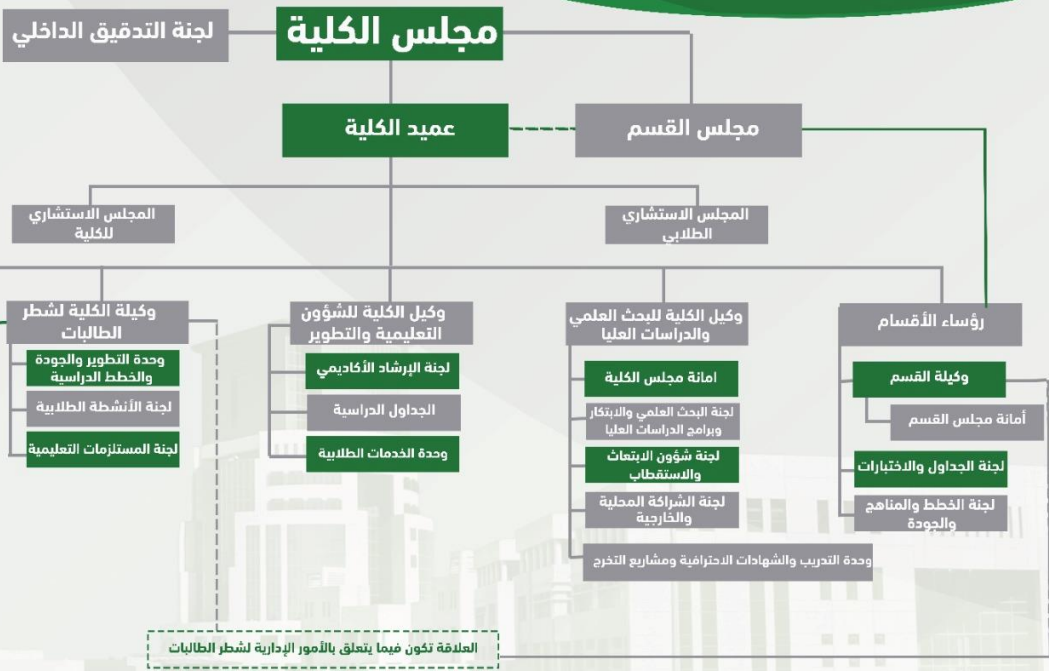 مجلس الكلية
لجنة التدقيق الداخلي
مجلس القسم
عميد الكلية
المجلس الاستشاري
الطلابي
المجلس الاستشاري
للكلية
رؤساء الأقسام
وكيلة القسم
أمانة مجلس القسم
لجنة الجداول والاختبارات
لجنة الخطط والمناهج
والجودة
وكيل الكلية للبحث العلمي
والدراسات العليا
امانة مجلس الكلية
لجنة البحث العلمي والابتكار
وبرامج الدراسات العليا
لجنة شؤون الابتعاث
والاستقطاب
لجنة الشراكة المحلية
والخارجية
وحدة التدريب والشهادات الاحترافية ومشاريع التخرج
وكيل الكلية للشؤون
التعليمية والتطوير
لجنة الإرشاد الأكاديمي
الجداول الدراسية
وحدة الخدمات الطلابية
وكيلة الكلية لشطر
الطالبات
وحدة التطوير والجودة
والخطط الدراسية
لجنة الأنشطة الطلابية
لجنة المستلزمات التعليمية
العلاقة تكون فيما يتعلق بالأمور الإدارية لشطر الطالبات